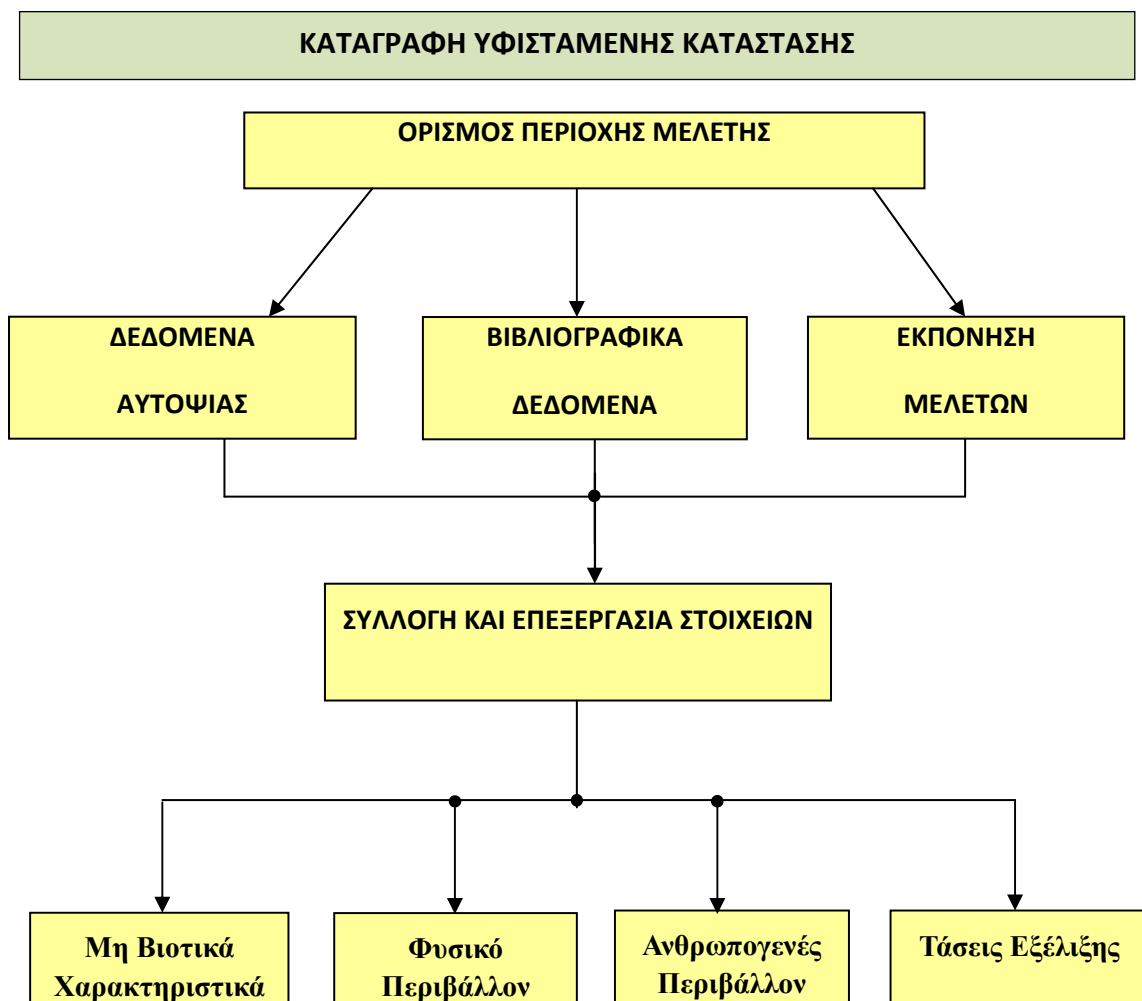 ΚΑΤΑΓΡΑΦΗ ΥΦΙΣΤΑΜΕΝΗΣ ΚΑΤΑΣΤΑΣΗΣ
ΟΡΙΣΜΟΣ ΠΕΡΙΟΧΗΣ ΜΕΛΕΤΗΣ
ΔΕΔΟΜΕΝΑ
ΑΥΤΟΨΙΑΣ
ΒΙΒΛΙΟΓΡΑΦΙΚΑ
ΔΕΔΟΜΕΝΑ
ΕΚΠΟΝΗΣΗ
ΜΕΛΕΤΩΝ
ΣΥΛΛΟΓΗ ΚΑΙ ΕΠΕΞΕΡΓΑΣΙΑ ΣΤΟΙΧΕΙΩΝ
Μη Βιοτικά
Χαρακτηριστικά
Φυσικό
Περιβάλλον
Ανθρωπογενές
Περιβάλλον
Τάσεις Εξέλιξης